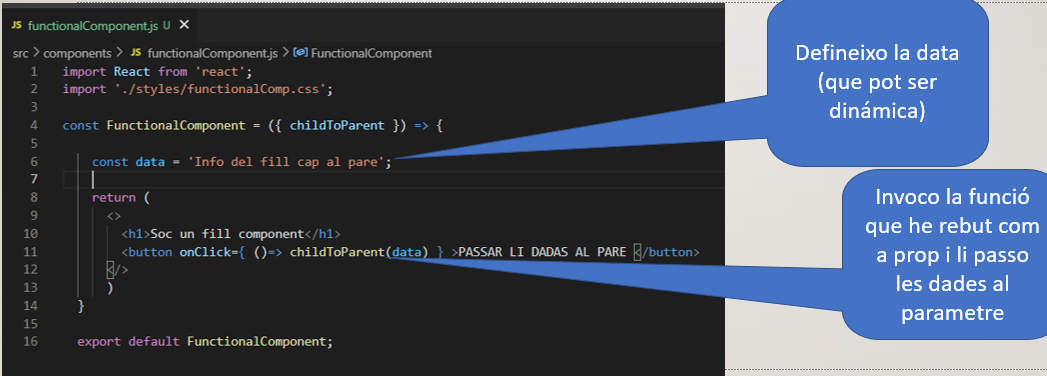 JS functionalComponent.js U ✕
src > components > JS functionalComponent.js > FunctionalComponent
1 import React from 'react';
2 import './styles/functionalComp.css';
3
4 const FunctionalComponent = ({ childToParent }) => {
5
6 const data = 'Info del fill cap al pare';
7
8 return (
9 <>
10 <h1>Soc un fill component</h1>
11 <button onClick={ ()=> childToParent(data) } >PASSAR LI DADAS AL PARE </button>
12 </>
13 )
14 }
15
16 export default FunctionalComponent;
Defineixo la data
(que pot ser
dinámica)
Invoco la funció
que he rebut com
a prop i li passo
les dades al
parametre